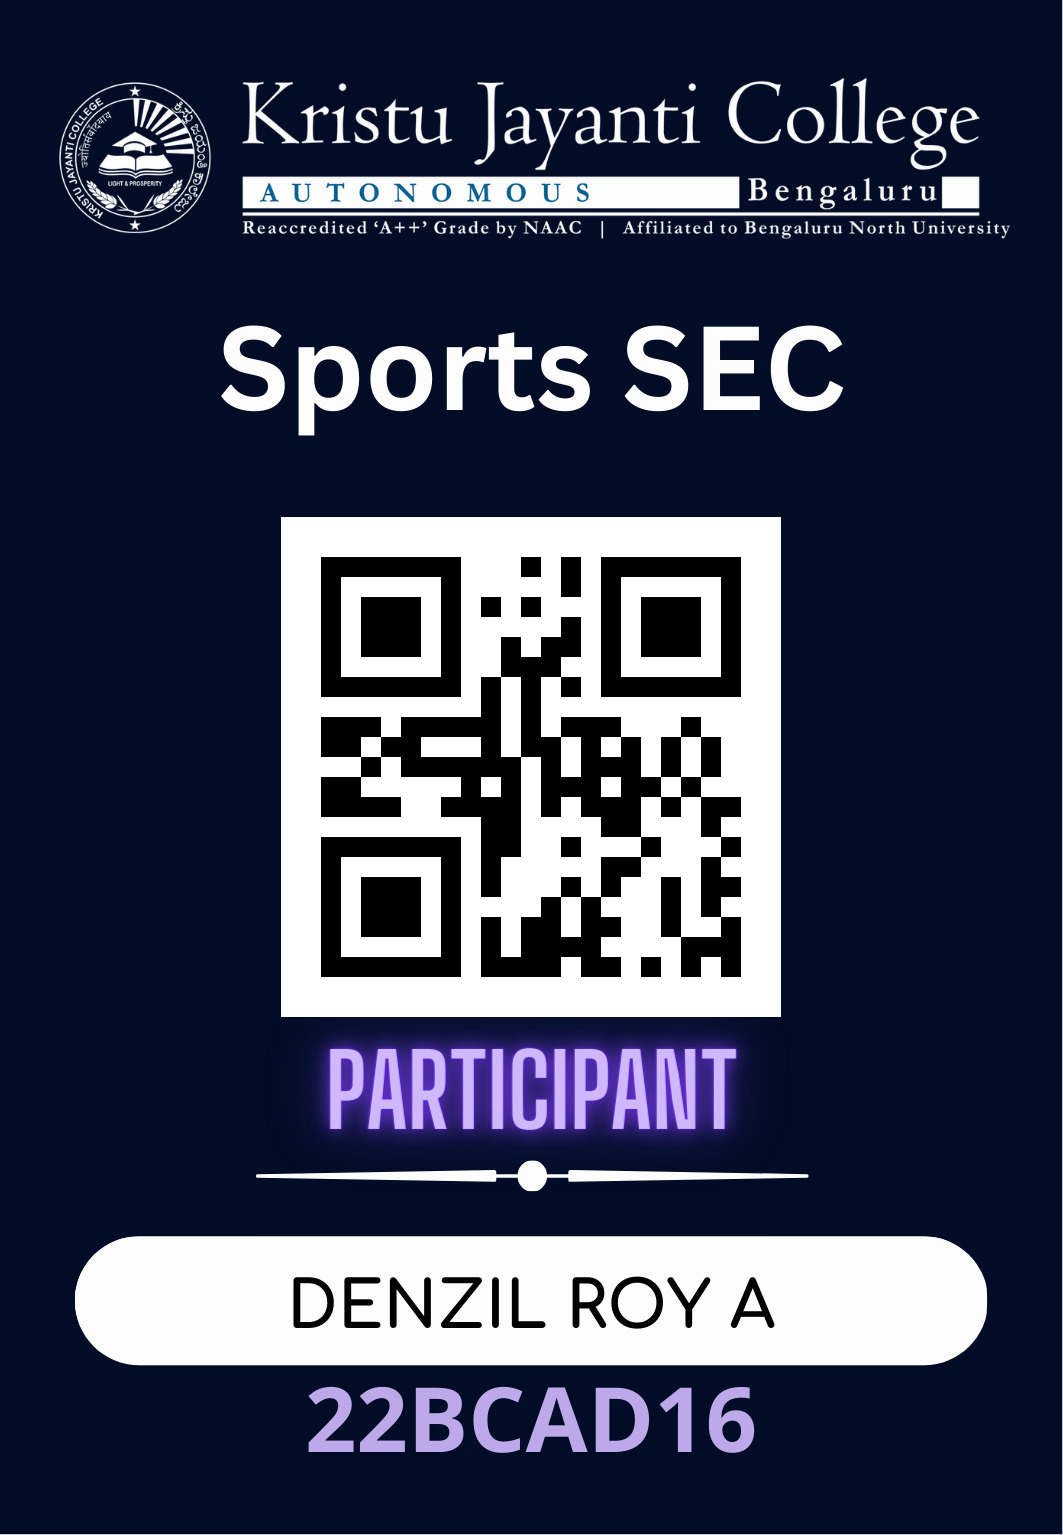 Kristu Jayanti College
AUTONOMOUS Bengaluru
Reaccredited ‘A++’ Grade by NAAC | Affiliated to Bengaluru North University
KRISTU JAYANTI COLLEGE
ಕ್ರಿಸ್ತು ಜಯಂತಿ ಕಾಲೇಜು
LIGHT & PROSPERITY
Sports SEC
PARTICIPANT
DENZIL ROY A
22BCAD16